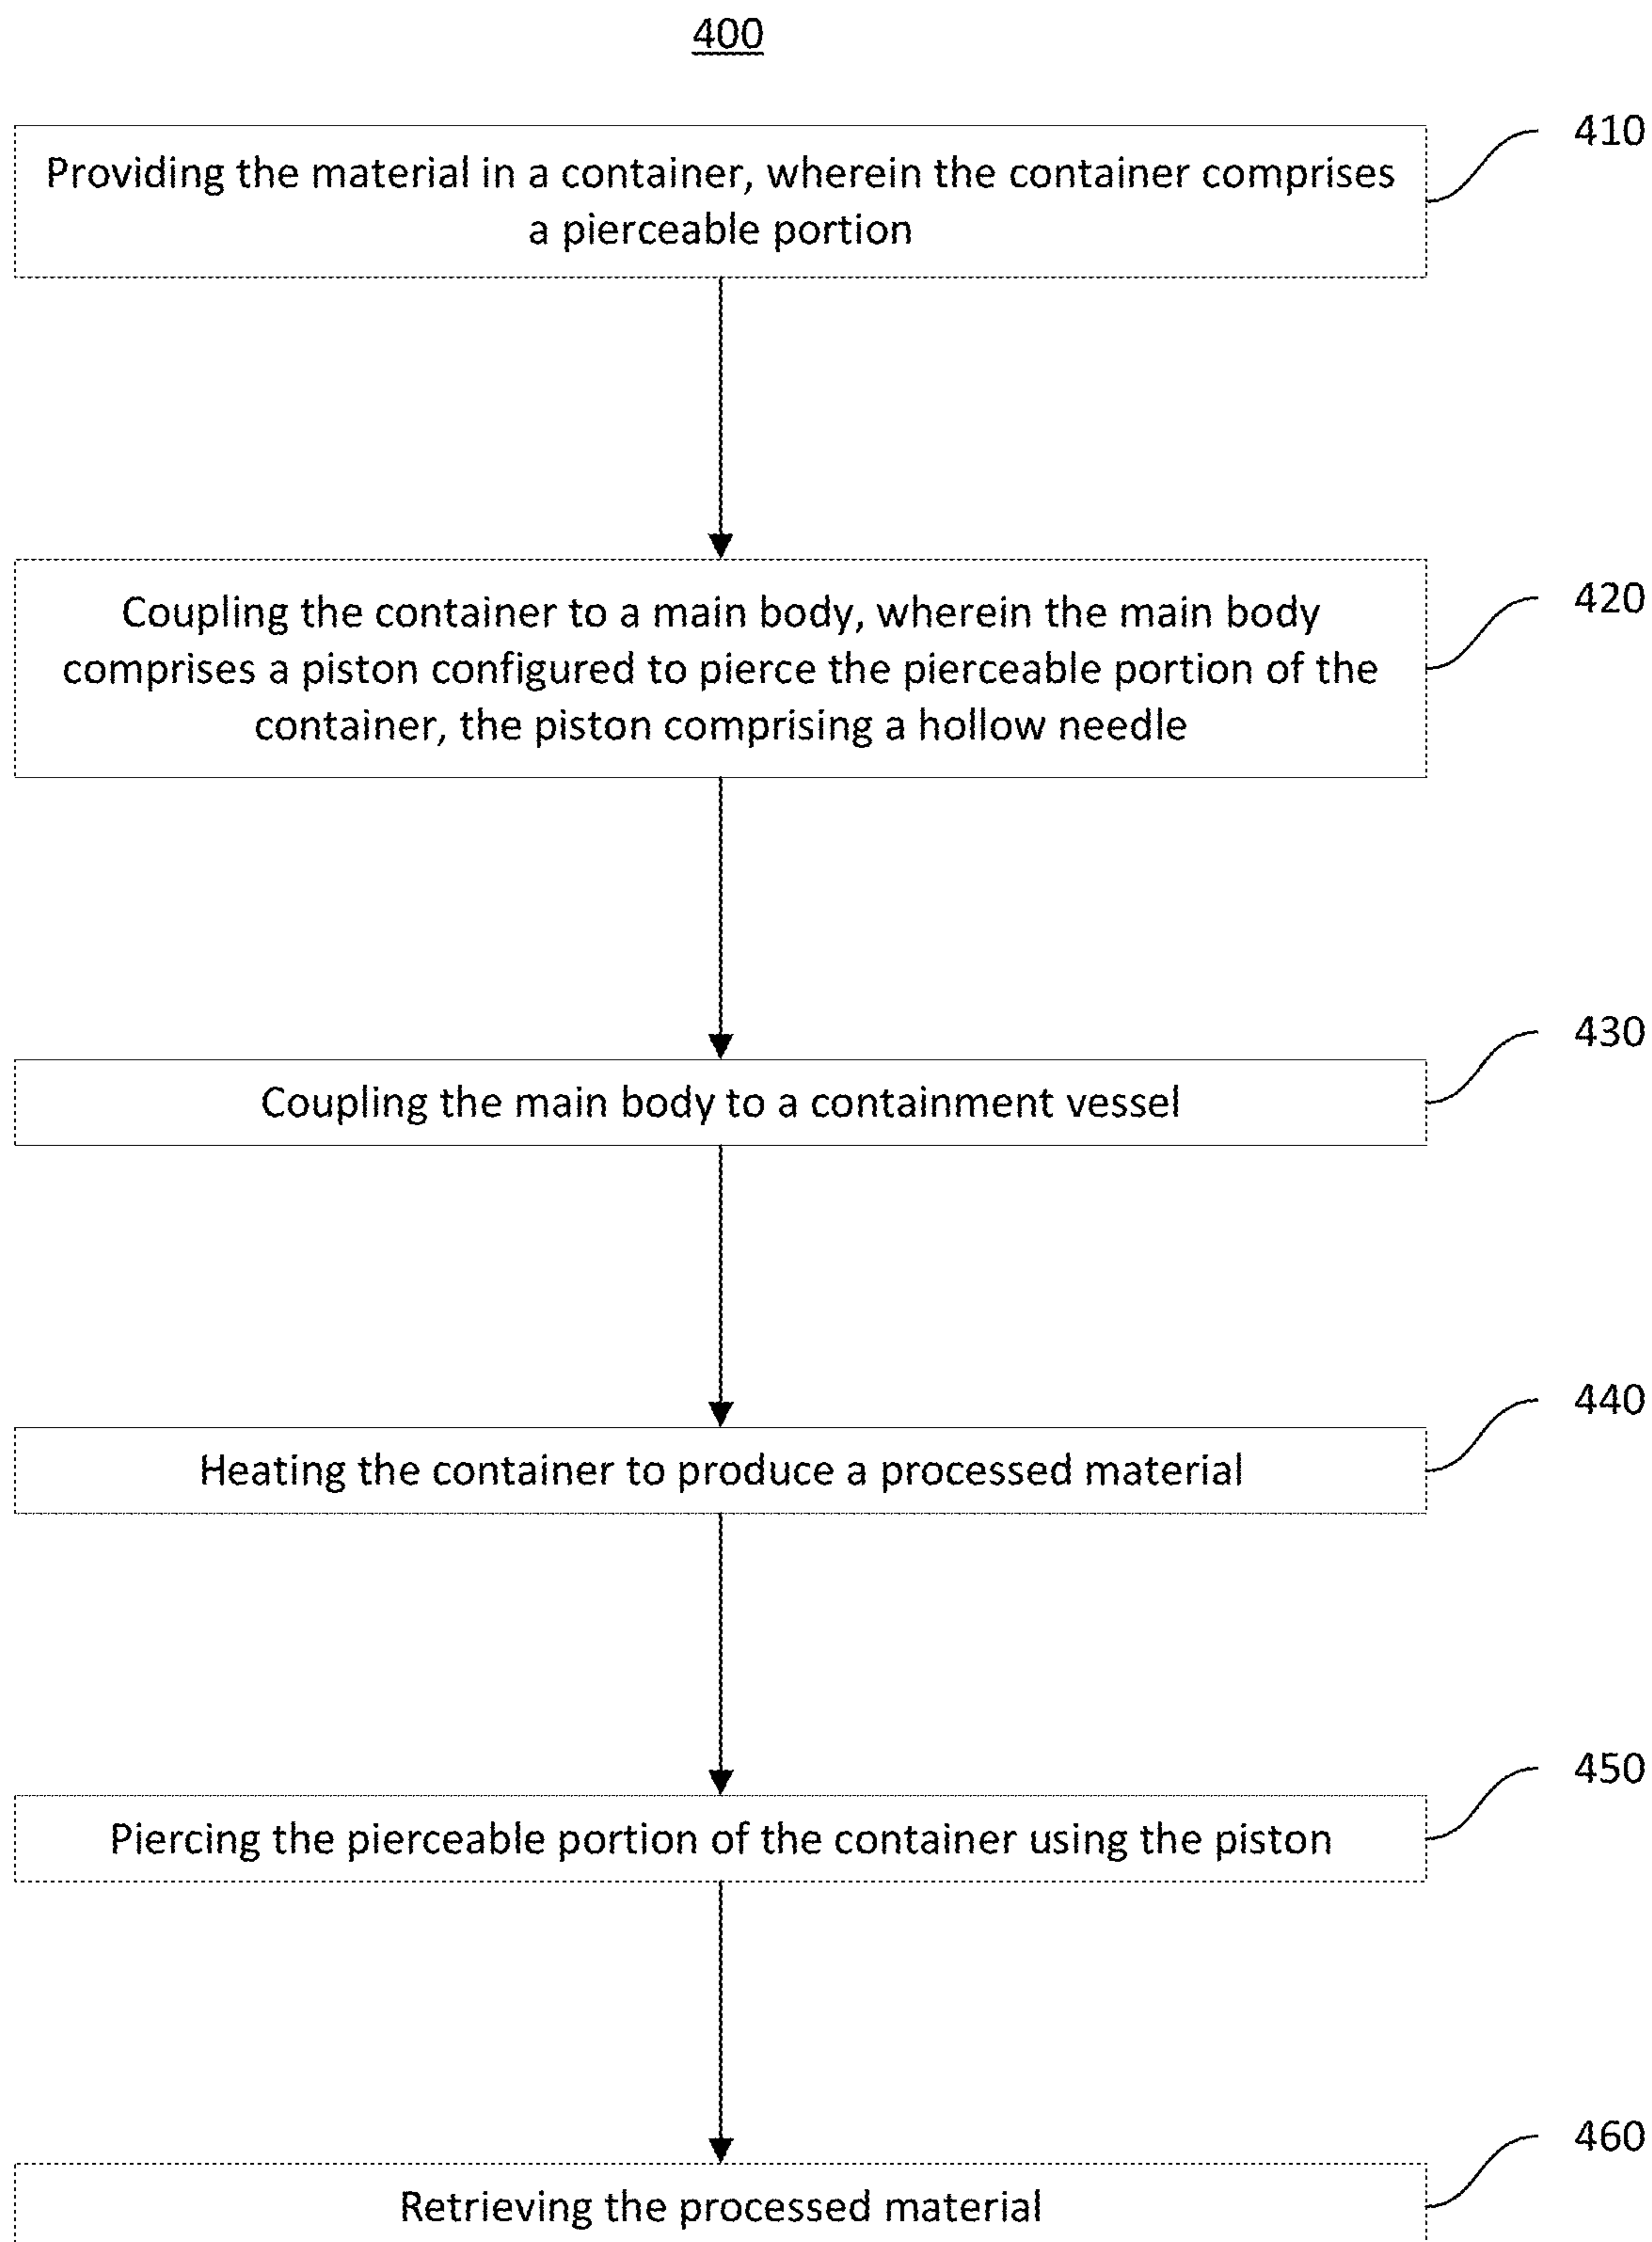 400
410
Providing the material in a container, wherein the container comprises
a pierceable portion
420
Coupling the container to a main body, wherein the main body
comprises a piston configured to pierce the pierceable portion of the
container, the piston comprising a hollow needle
430
Coupling the main body to a containment vessel
440
Heating the container to produce a processed material
450
Piercing the pierceable portion of the container using the piston
460
Retrieving the processed material